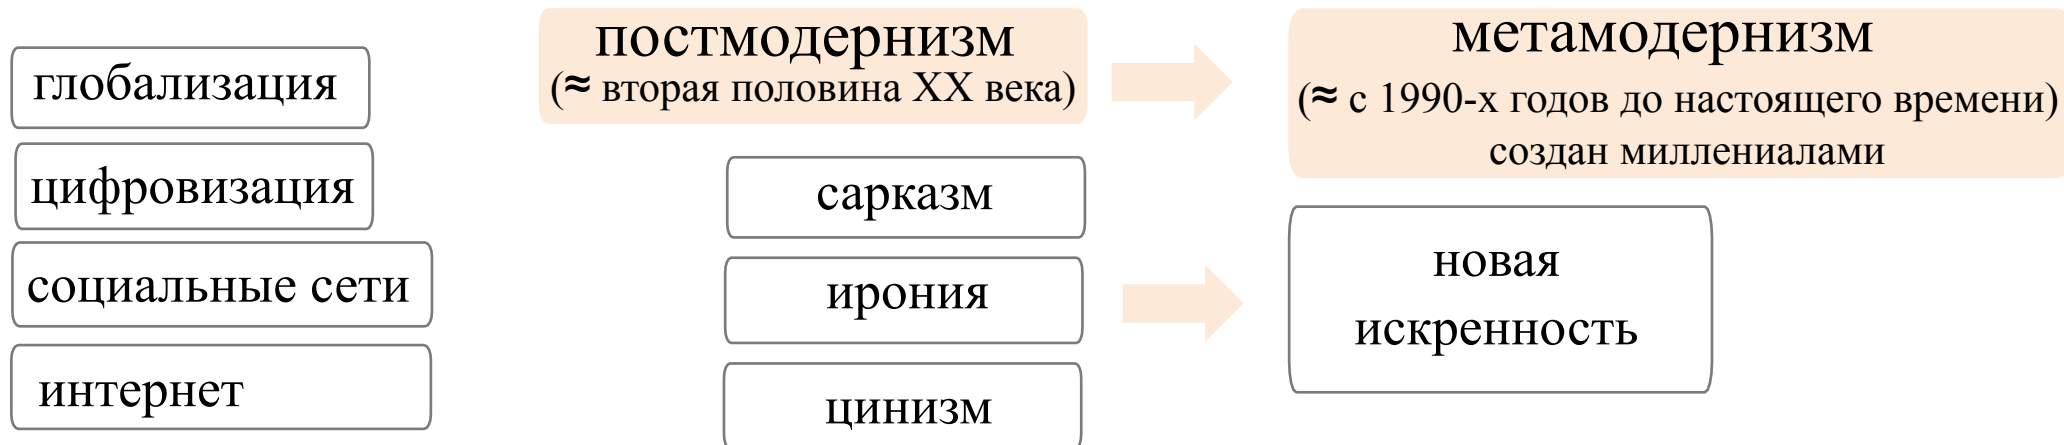 глобализация
цифровизация
социальные сети
интернет
постмодернизм
(≈ вторая половина XX века)
сарказм
ирония
цинизм
метамодернизм
(≈ с 1990-х годов до настоящего времени)
создан миллениалами
новая
искренность